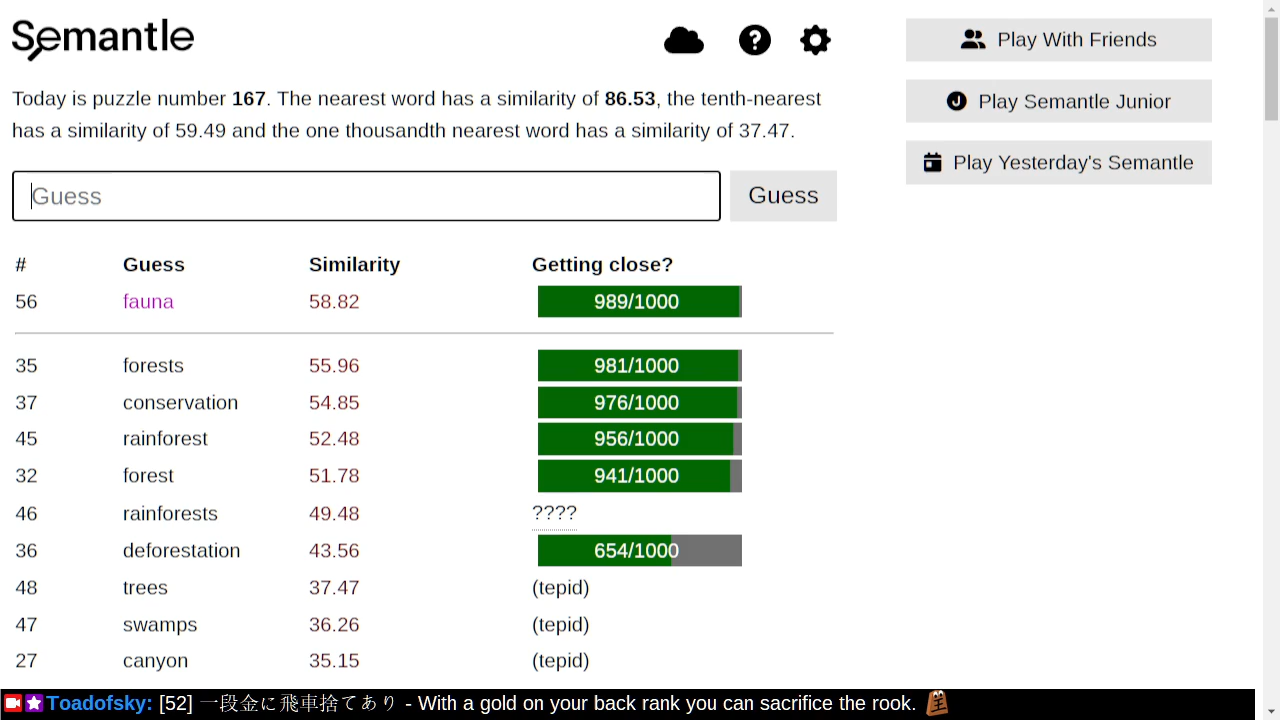 Semantle
Play With Friends
Play Semantle Junior
Play Yesterday's Semantle
Today is puzzle number 167. The nearest word has a similarity of 86.53, the tenth-nearest
has a similarity of 59.49 and the one thousandth nearest word has a similarity of 37.47.
Guess Guess
# Guess Similarity Getting close?
56 fauna 58.82 989/1000
35 forests 55.96 981/1000
37 conservation 54.85 976/1000
45 rainforest 52.48 956/1000
32 forest 51.78 941/1000
46 rainforests 49.48 ????
36 deforestation 43.56 654/1000
48 trees 37.47 (tepid)
47 swamps 36.26 (tepid)
27 canyon 35.15 (tepid)
Toadofsky: [52] 一段金に飛車捨てあり - With a gold on your back rank you can sacrifice the rook.